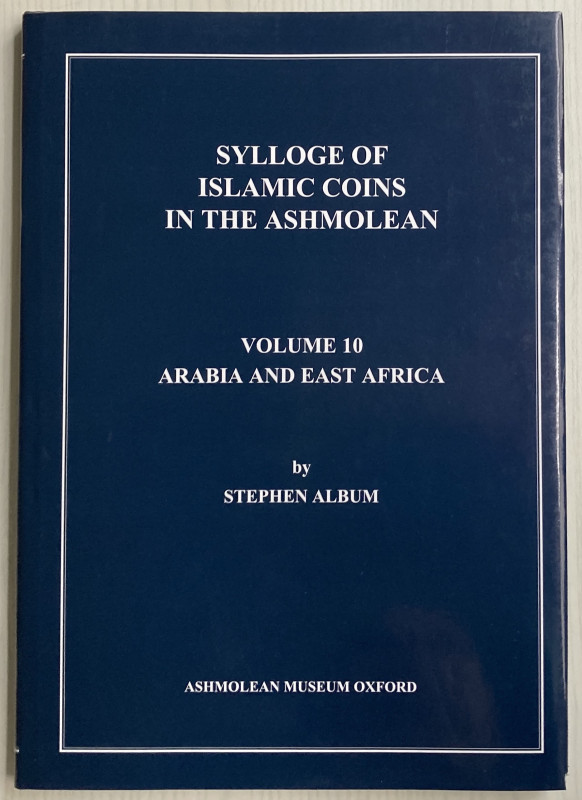 SYLLOGE OF
ISLAMIC COINS
IN THE ASHMOLEAN
VOLUME 10
ARABIA AND EAST AFRICA
by
STEPHEN ALBUM
ASHMOLEAN MUSEUM OXFORD